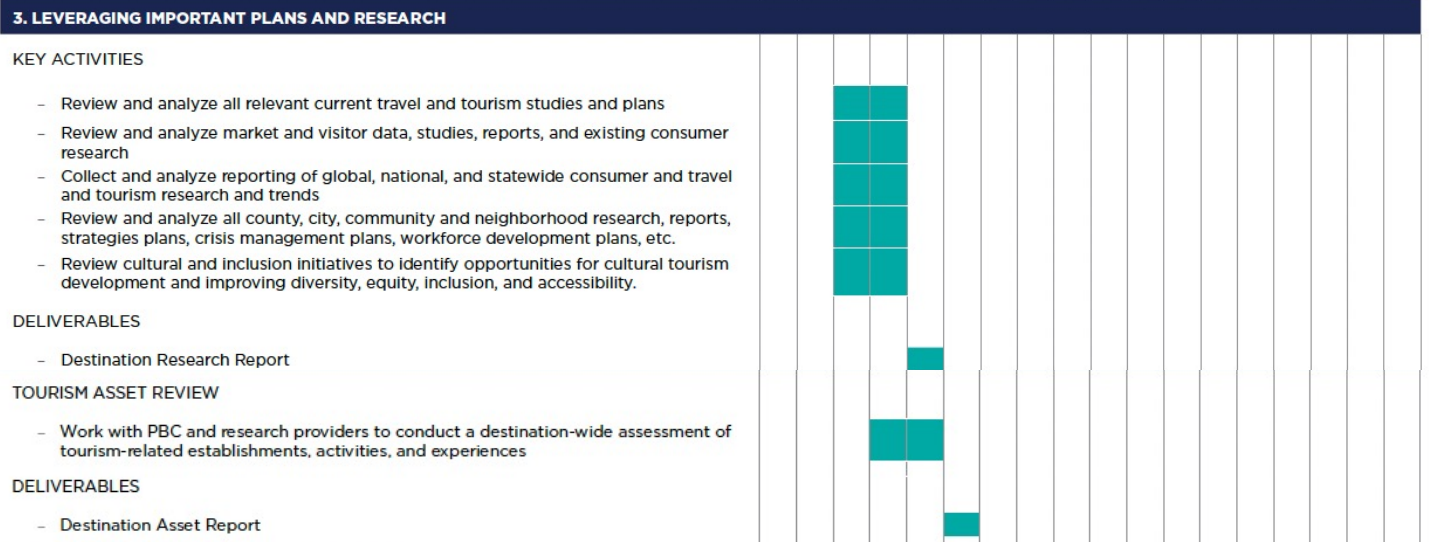 3. LEVERAGING IMPORTANT PLANS AND RESEARCH
KEY ACTIVITIES
– Review and analyze all relevant current travel and tourism studies and plans
– Review and analyze market and visitor data, studies, reports, and existing consumer
research
– Collect and analyze reporting of global, national, and statewide consumer and travel
and tourism research and trends
– Review and analyze all county, city, community and neighborhood research, reports,
strategies plans, crisis management plans, workforce development plans, etc.
– Review cultural and inclusion initiatives to identify opportunities for cultural tourism
development and improving diversity, equity, inclusion, and accessibility.
DELIVERABLES
– Destination Research Report
TOURISM ASSET REVIEW
– Work with PBC and research providers to conduct a destination-wide assessment of
tourism-related establishments, activities, and experiences
DELIVERABLES
– Destination Asset Report